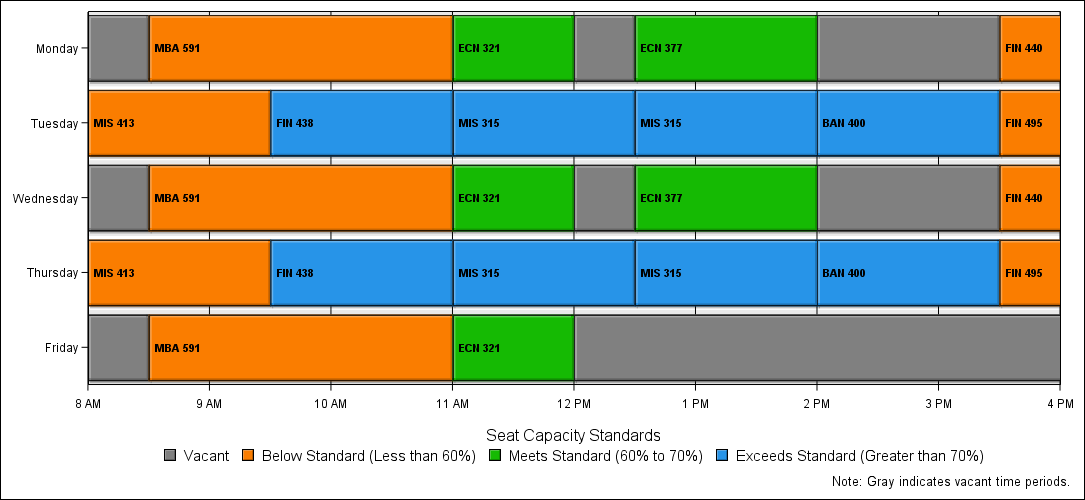 Monday MBA 591 ECN 321 ECN 377 FIN 440
Tuesday MIS 413 FIN 438 MIS 315 MIS 315 BAN 400 FIN 495
Wednesday MBA 591 ECN 321 ECN 377 FIN 440
Thursday MIS 413 FIN 438 MIS 315 MIS 315 BAN 400 FIN 495
Friday MBA 591 ECN 321
8 AM 9 AM 10 AM 11 AM 12 PM 1 PM 2 PM 3 PM 4 PM
Seat Capacity Standards
Vacant Below Standard (Less than 60%) Meets Standard (60% to 70%) Exceeds Standard (Greater than 70%)
Note: Gray indicates vacant time periods.